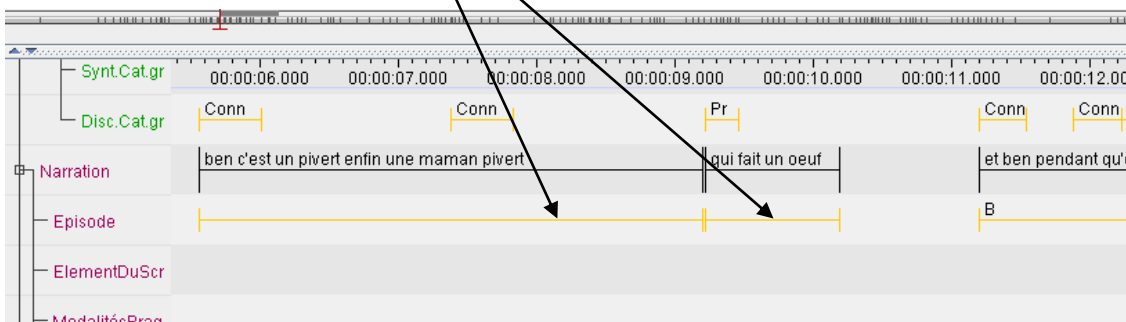 Synt.Cat.gr 00:00:06.000 00:00:07.000 00:00:08.000 00:00:09.000 00:00:10.000 00:00:11.000 00:00:12.0
Disc.Cat.gr Conn Conn Pr Conn Conn
Narration ben c'est un pivert enfin une maman pivert qui fait un oeuf et ben pendant qu'
Episode B
ElementDuScr
ModalitésPrag